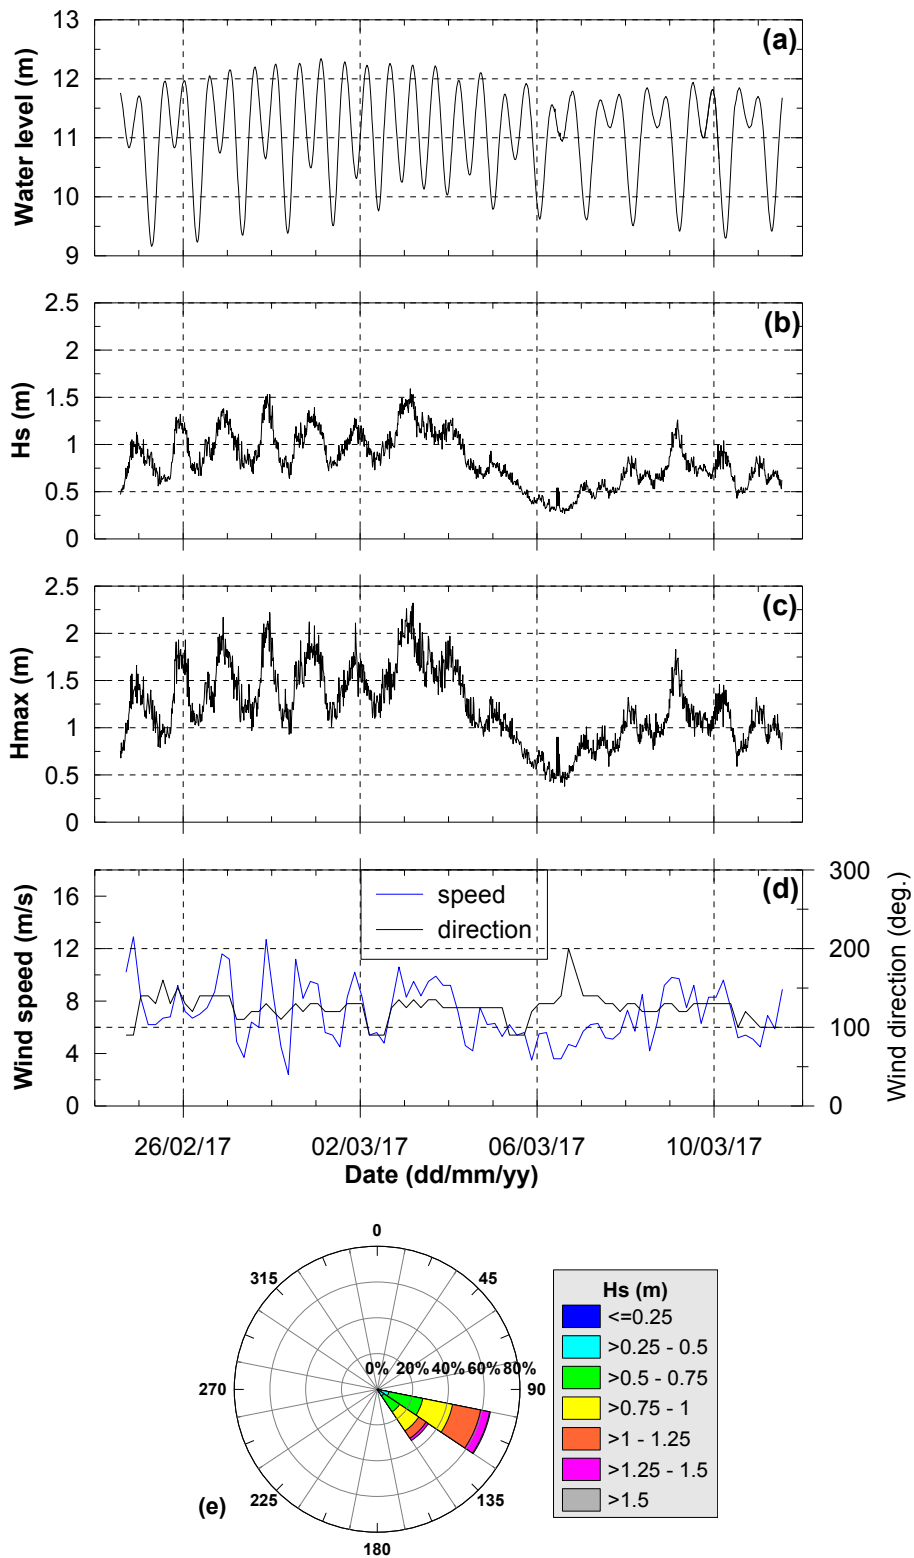 13
12
11
10
9
Water level (m)
(a)
2.5
2
1.5
1
0.5
0
Hs (m)
(b)
2.5
2
1.5
1
0.5
0
Hmax (m)
(c)
16
12
8
4
0
Wind speed (m/s)
speed
direction
(d)
300
200
100
0
Wind direction (deg.)
26/02/17 02/03/17 06/03/17 10/03/17
Date (dd/mm/yy)
0
45
90
135
180
225
270
315
0% 20% 40% 60% 80%
(e)
Hs (m)
<=0.25
>0.25 - 0.5
>0.5 - 0.75
>0.75 - 1
>1 - 1.25
>1.25 - 1.5
>1.5